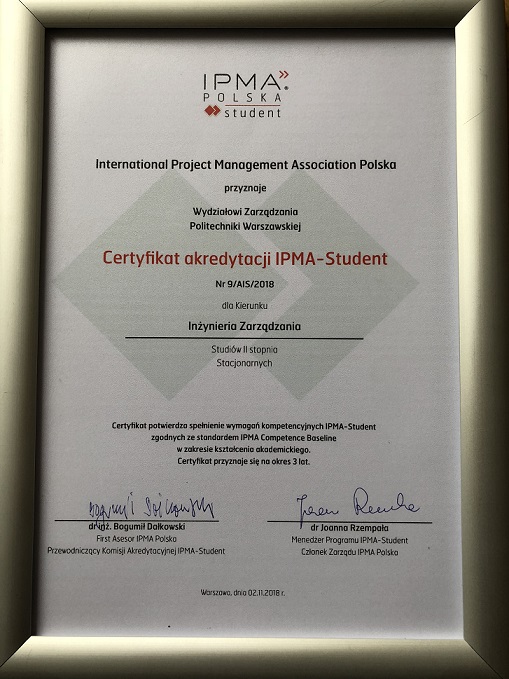 IPMA®
POLSKA
student
International Project Management Association Polska
przyznaje
Wydziałowi Zarządzania
Politechniki Warszawskiej
Certyfikat akredytacji IPMA-Student
Nr 9/AIS/2018
dla Kierunku
Inżynieria Zarządzania
Studiów II stopnia
Stacjonarnych
Certyfikat potwierdza spełnienie wymagań kompetencyjnych IPMA-Student
zgodnych ze standardem IPMA Competence Baseline
w zakresie kształcenia akademickiego.
Certyfikat przyznaje się na okres 3 lat.
dr inż. Bogumił Dałkowski
First Asesor IPMA Polska
Przewodniczący Komisji Akredytacyjnej IPMA-Student
dr Joanna Rzempała
Menedżer Programu IPMA-Student
Członek Zarządu IPMA Polska
Warszawa, dnia 02.11.2018 r.